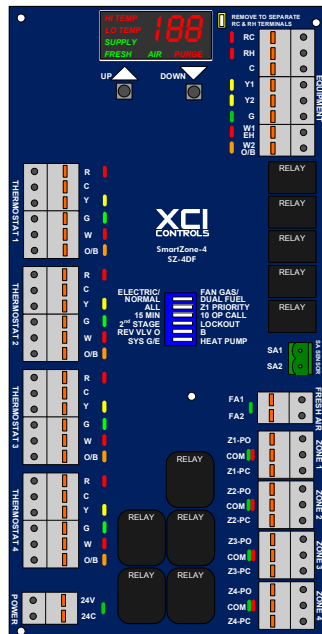 HI TEMP
LO TEMP
SUPPLY
FRESH AIR PURGE
188
REMOVE TO SEPARATE
RC & RH TERMINALS
UP
DOWN
RC
RH
C
Y1
Y2
G
W1
EH
W2
O/B
EQUIPMENT
RELAY
RELAY
RELAY
RELAY
RELAY
THERMOSTAT 1
R
C
Y
G
W
O/B
XCI
CONTROLS
SmartZone-4
SZ-4DF
THERMOSTAT 2
R
C
Y
G
W
O/B
ELECTRIC/
NORMAL
ALL
15 MIN
2nd STAGE
REV VLV O
SYS G/E
FAN GAS/
DUAL FUEL
Z1 PRIORITY
10 OP CALL
LOCKOUT
B
HEAT PUMP
SA1
SA2
SA SENSOR
THERMOSTAT 3
R
C
Y
G
W
O/B
FA1
FA2
FRESH AIR
Z1-PO
COM
Z1-PC
ZONE 1
RELAY
THERMOSTAT 4
R
C
Y
G
W
O/B
Z2-PO
COM
Z2-PC
ZONE 2
RELAY
RELAY
Z3-PO
COM
Z3-PC
ZONE 3
RELAY
RELAY
POWER
24V
24C
Z4-PO
COM
Z4-PC
ZONE 4